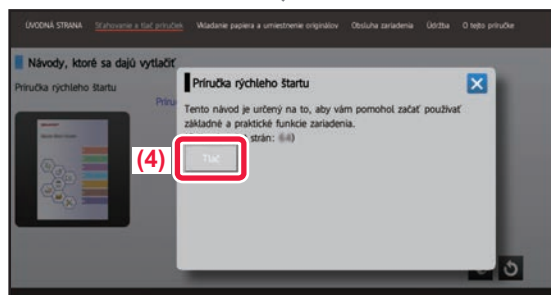 ÚVODNÁ STRANA Sťahovanie a tlač príručiek Vkladanie papiera a umiestnenie originálov Obsluha zariadenia Údržba O tejto príručke
Návody, ktoré sa dajú vytlačiť
Príručka rýchleho štartu
Príručka rýchleho štartu
Tento návod je určený na to, aby vám pomohol začať používať
základné a praktické funkcie zariadenia.
strán: 64)
(4)
Tlač